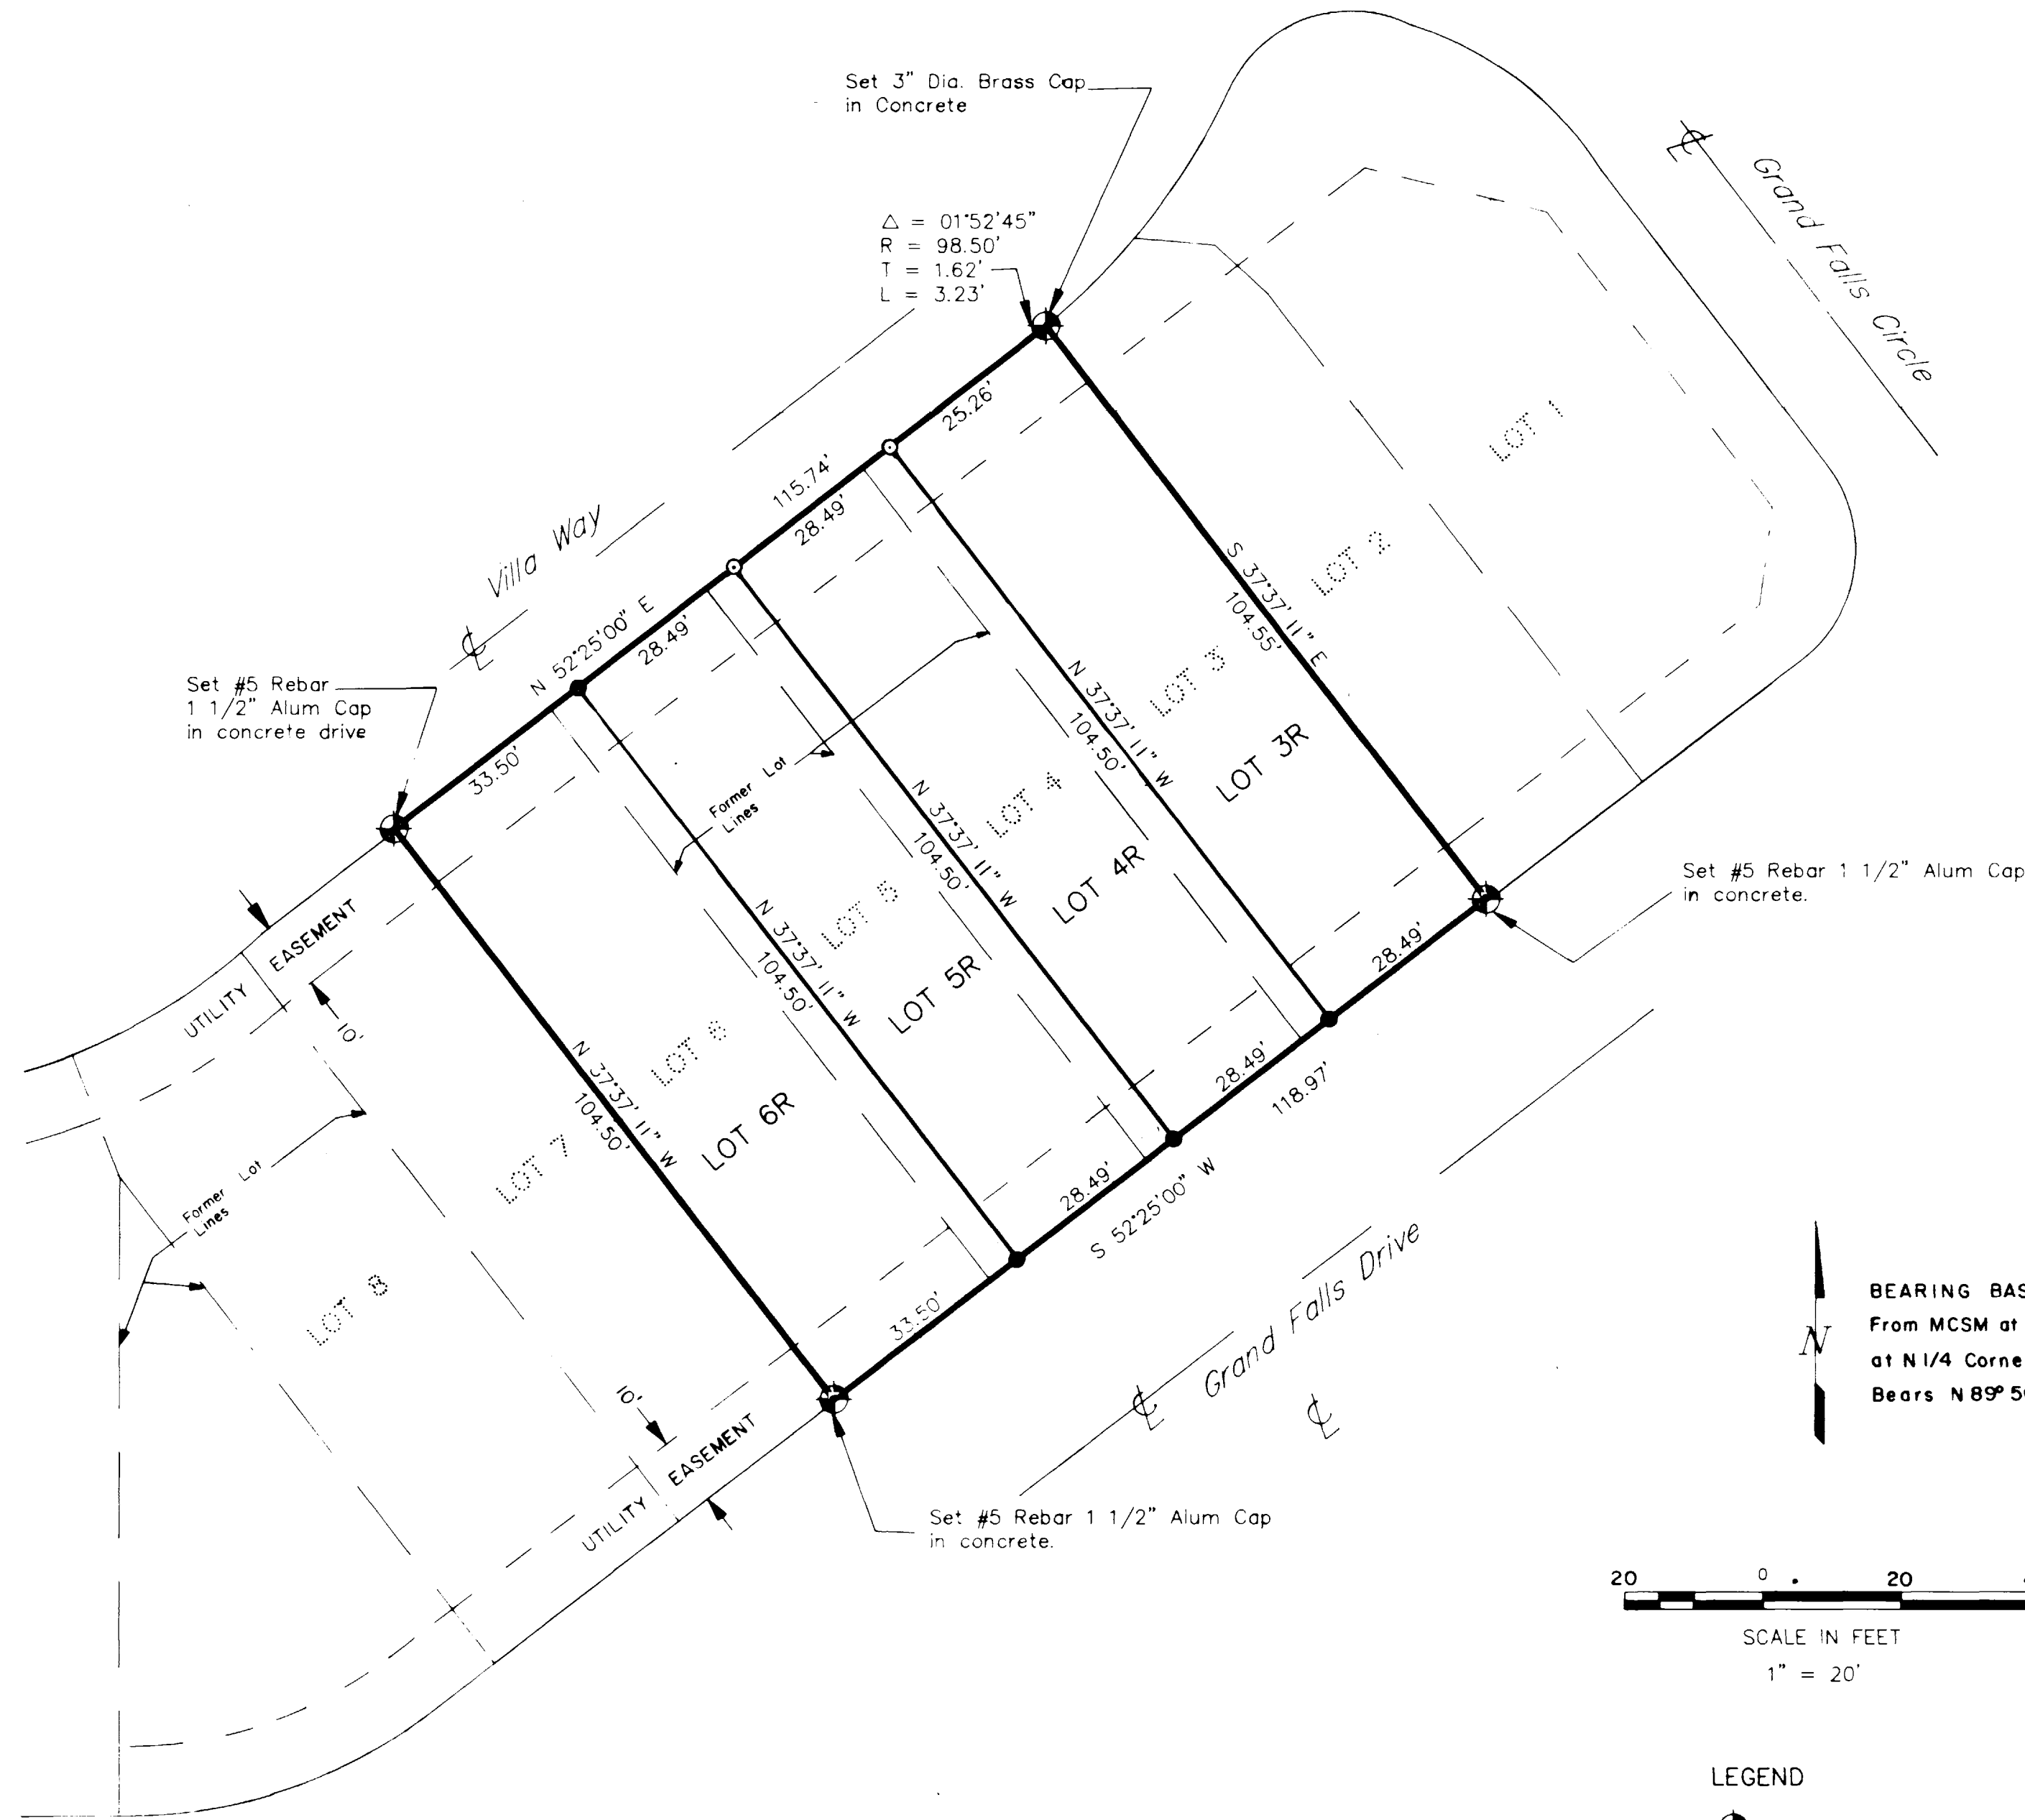 Set 3" Dia. Brass Cap
in Concrete
Δ = 01°52'45"
R = 98.50'
T = 1.62'
L = 3.23'
℄
Grand Falls Circle
LOT 1
25.26'
115.74'
28.49'
Villa Way
℄
N 52°25'00" E
28.49'
S 37°37'11" E
104.55'
LOT 2
Set #5 Rebar
1 1/2" Alum Cap
in concrete drive
33.50'
Former Lot
Lines
LOT 3
LOT 3R
N 37°37'11" W
104.50'
LOT 4
LOT 4R
N 37°37'11" W
104.50'
LOT 5
LOT 5R
N 37°37'11" W
104.50'
LOT 6
LOT 6R
N 37°37'11" W
104.50'
Set #5 Rebar 1 1/2" Alum Cap
in concrete.
UTILITY EASEMENT
10'
28.49'
28.49'
118.97'
28.49'
S 52°25'00" W
33.50'
Former Lot
Lines
LOT 7
LOT 8
Grand Falls Drive
℄
℄
10'
UTILITY EASEMENT
Set #5 Rebar 1 1/2" Alum Cap
in concrete.
N
BEARING BAS
From MCSM at
at N 1/4 Corne
Bears N 89° 5
20 0 20
SCALE IN FEET
1" = 20'
LEGEND